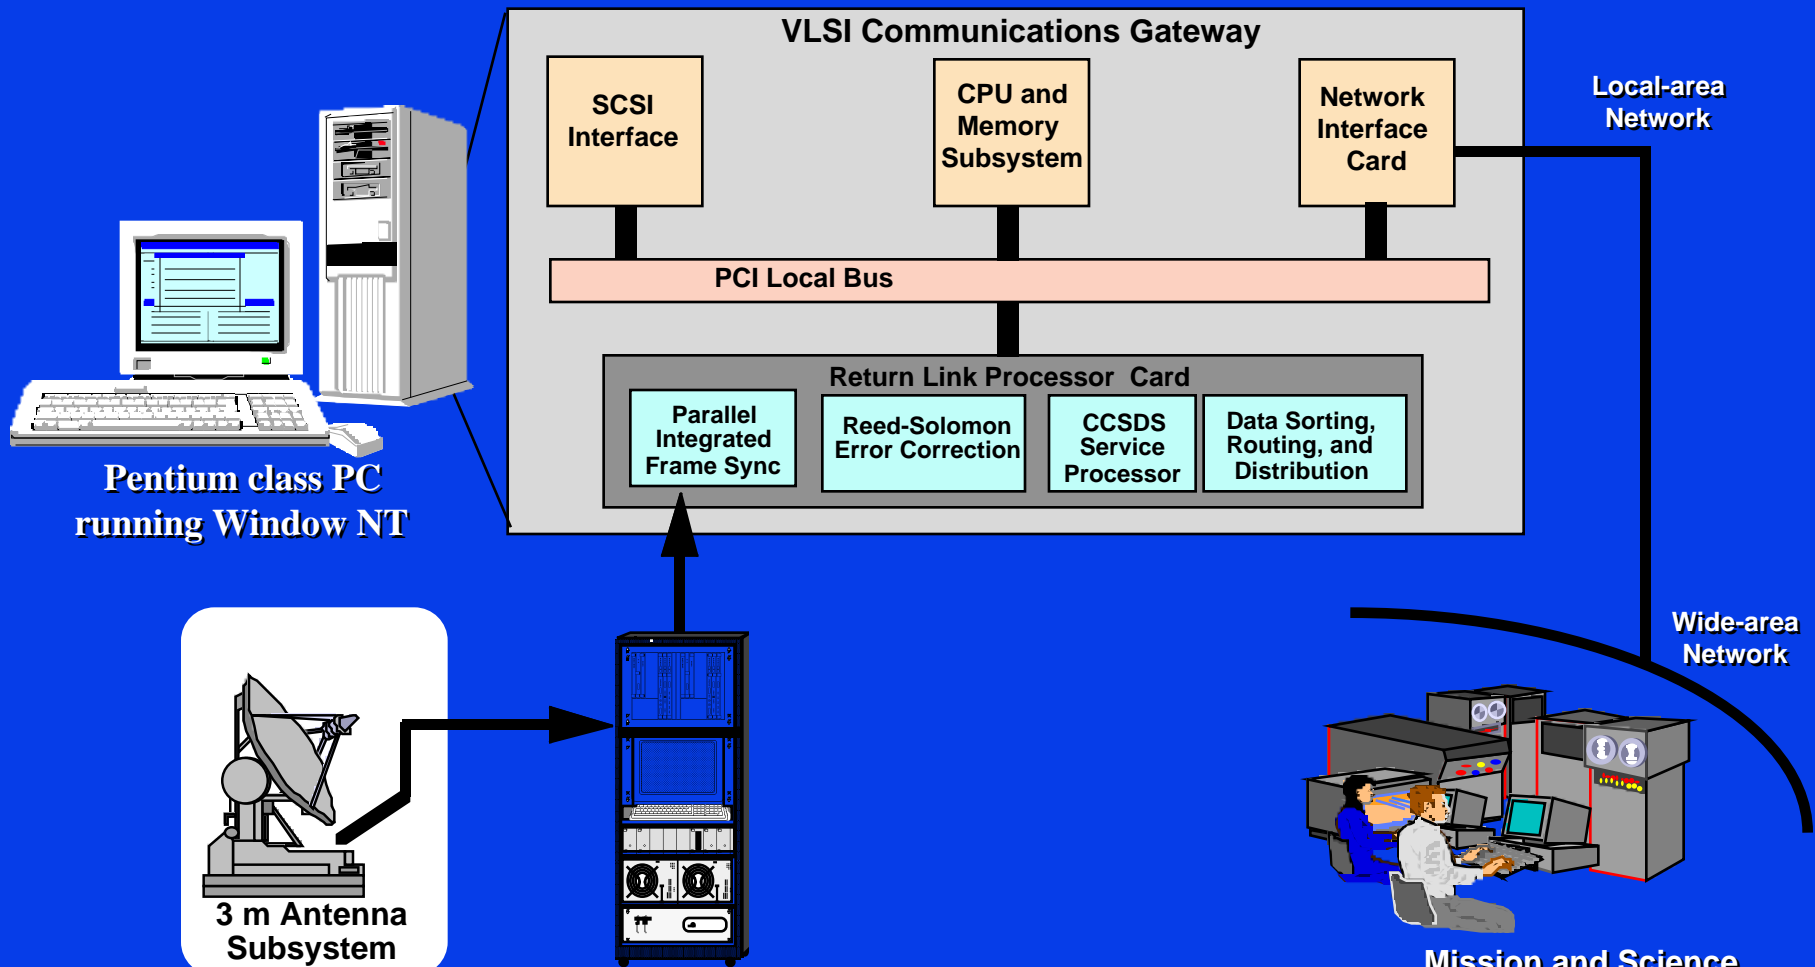 VLSI Communications Gateway
SCSI
Interface
CPU and
Memory
Subsystem
Network
Interface
Card
Local-area
Network
PCI Local Bus
Return Link Processor Card
Parallel
Integrated
Frame Sync
Reed-Solomon
Error Correction
CCSDS
Service
Processor
Data Sorting,
Routing, and
Distribution
Pentium class PC
running Window NT
Wide-area
Network
3 m Antenna
Subsystem
Mission and Science